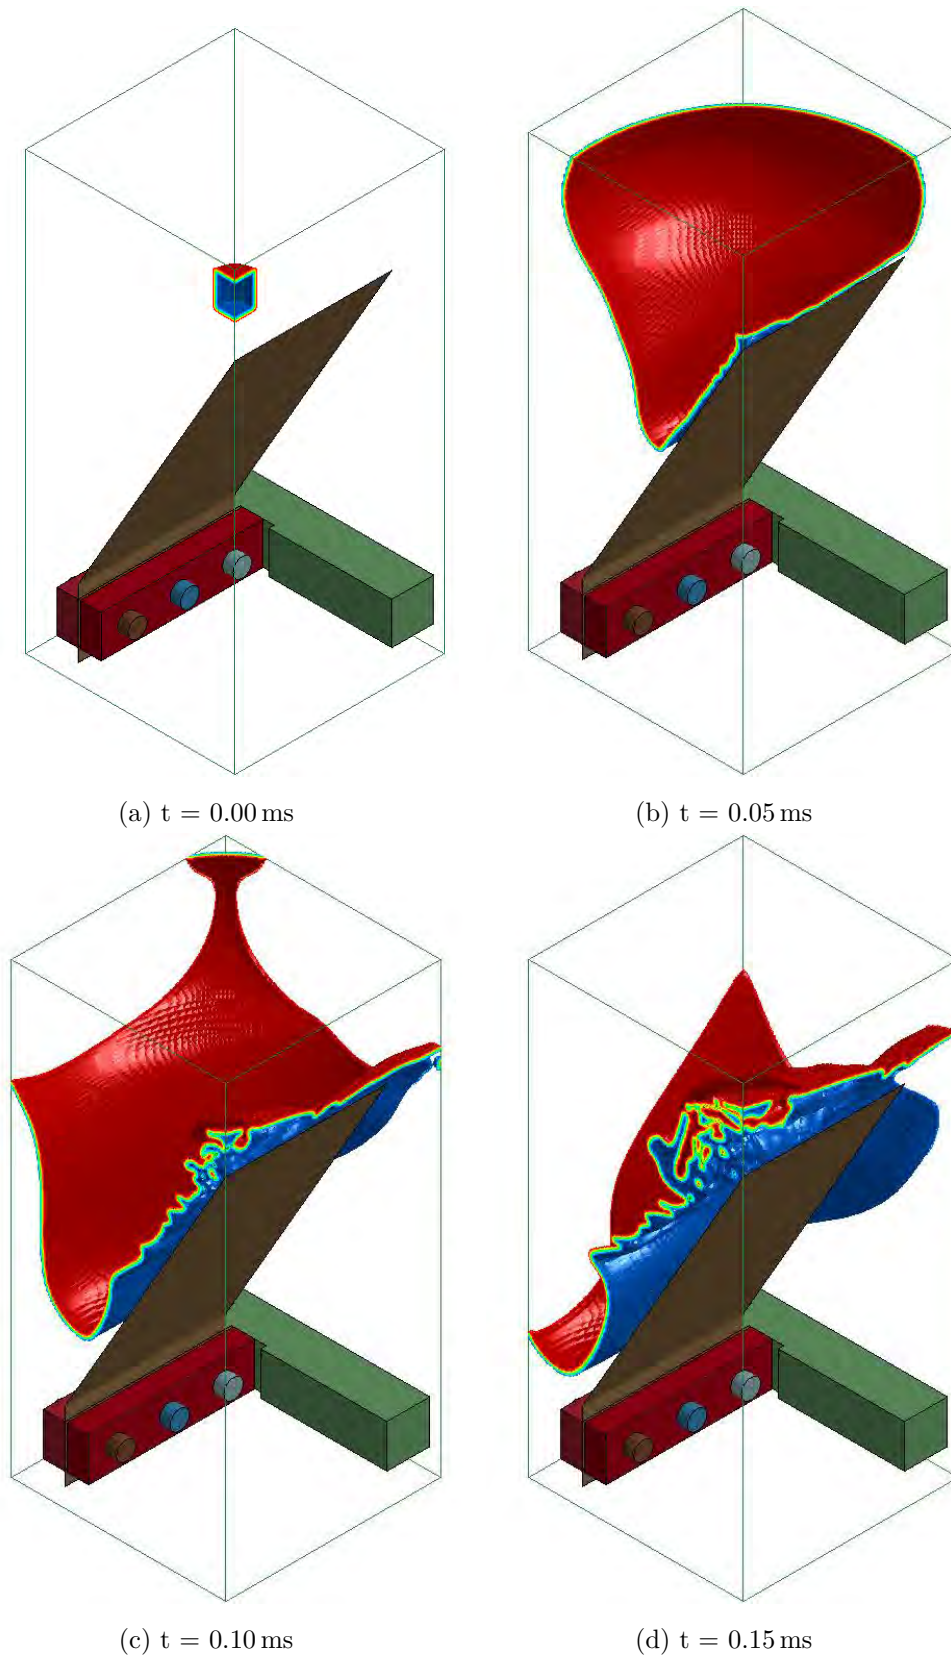 (a) t = 0.00 ms
(b) t = 0.05 ms
(c) t = 0.10 ms
(d) t = 0.15 ms